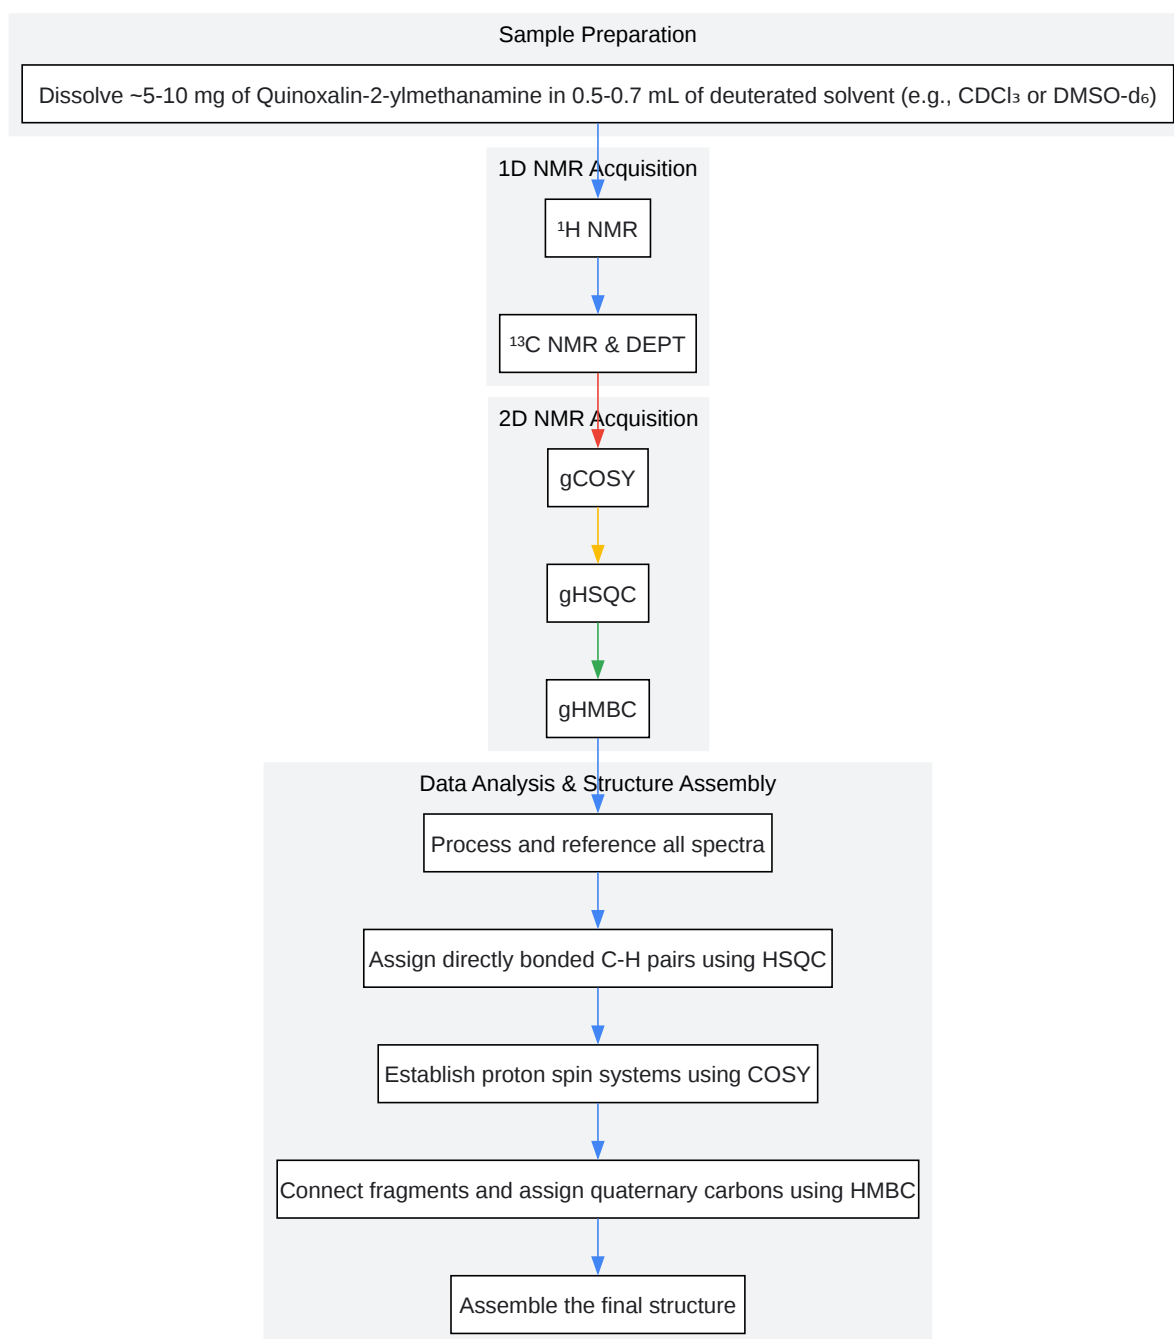 Sample Preparation
Dissolve ~5-10 mg of Quinoxalin-2-ylmethanamine in 0.5-0.7 mL of deuterated solvent (e.g., CDCl₃ or DMSO-d₆)
1D NMR Acquisition
¹H NMR
¹³C NMR & DEPT
2D NMR Acquisition
gCOSY
gHSQC
gHMBC
Data Analysis & Structure Assembly
Process and reference all spectra
Assign directly bonded C-H pairs using HSQC
Establish proton spin systems using COSY
Connect fragments and assign quaternary carbons using HMBC
Assemble the final structure